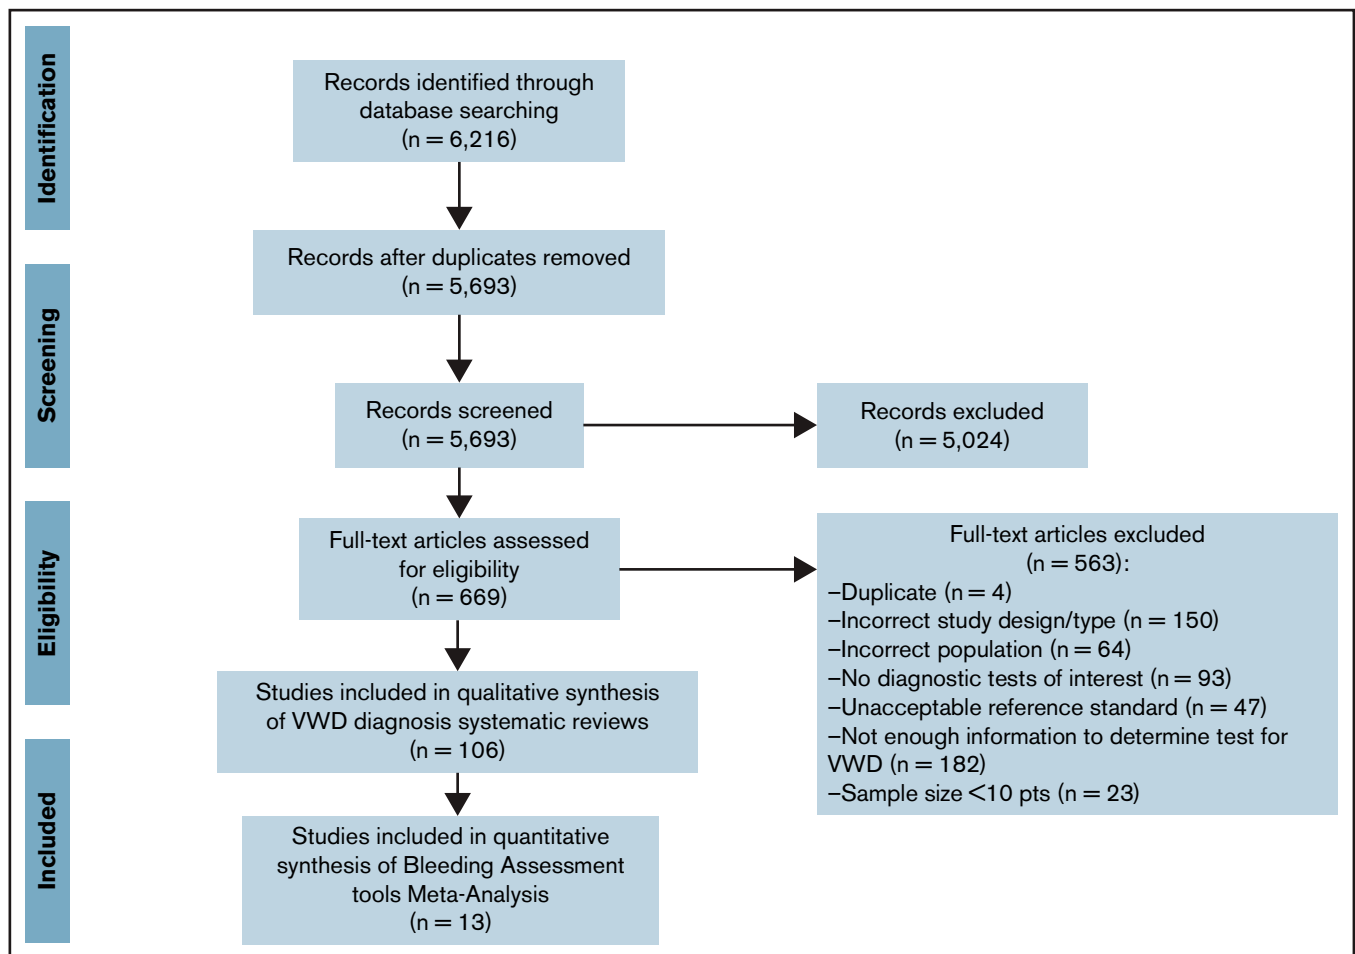 Identification
Records identified through
database searching
(n = 6,216)
Records after duplicates removed
(n = 5,693)
Screening
Records screened
(n = 5,693)
Records excluded
(n = 5,024)
Eligibility
Full-text articles assessed
for eligibility
(n = 669)
Full-text articles excluded
(n = 563):
–Duplicate (n = 4)
–Incorrect study design/type (n = 150)
–Incorrect population (n = 64)
–No diagnostic tests of interest (n = 93)
–Unacceptable reference standard (n = 47)
–Not enough information to determine test for
VWD (n = 182)
–Sample size <10 pts (n = 23)
Studies included in qualitative synthesis
of VWD diagnosis systematic reviews
(n = 106)
Included
Studies included in quantitative
synthesis of Bleeding Assessment
tools Meta-Analysis
(n = 13)